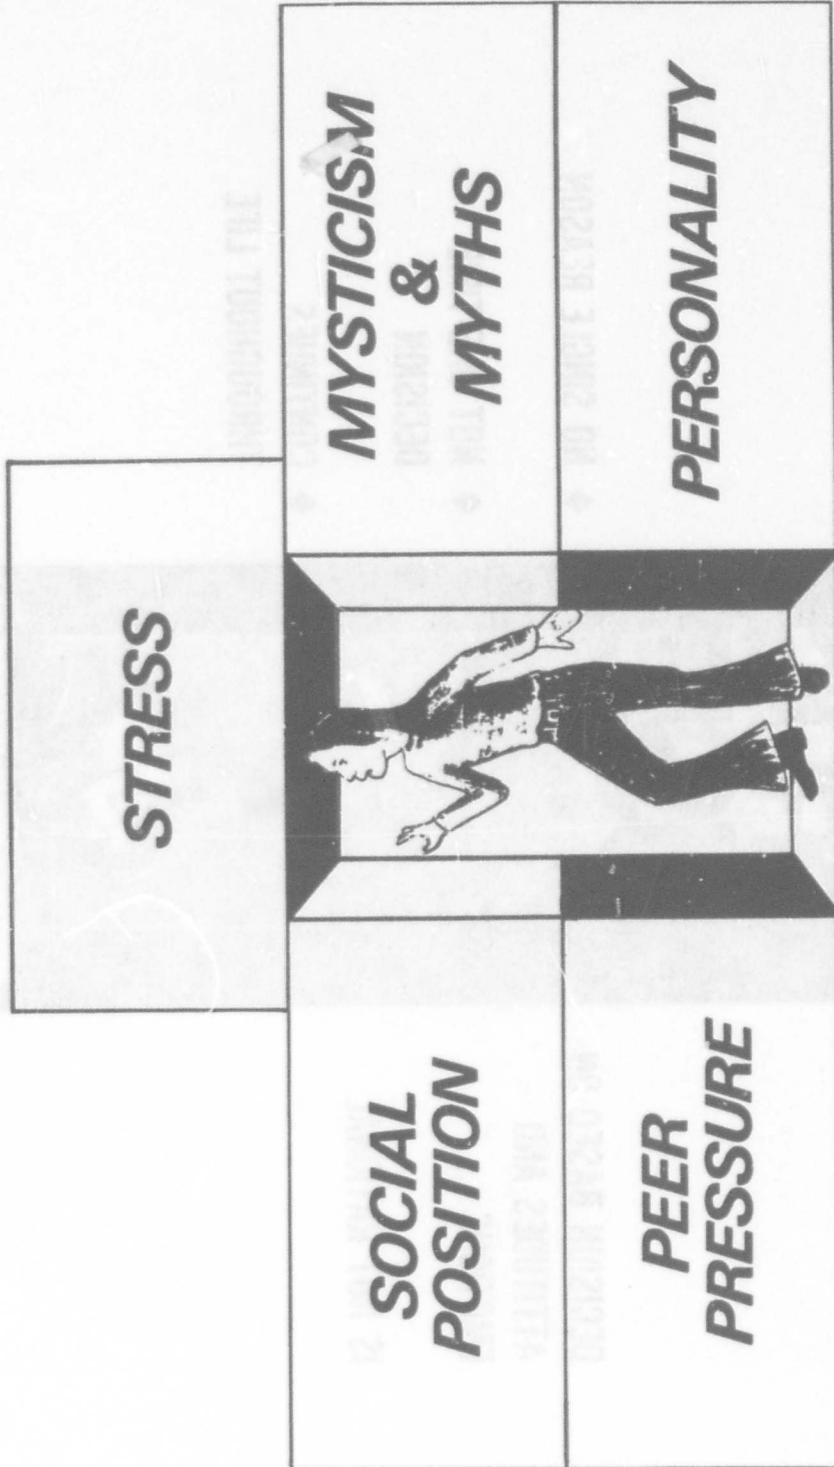 STRESS
SOCIAL
POSITION
MYSTICISM
&
MYTHS
PEER
PRESSURE
PERSONALITY